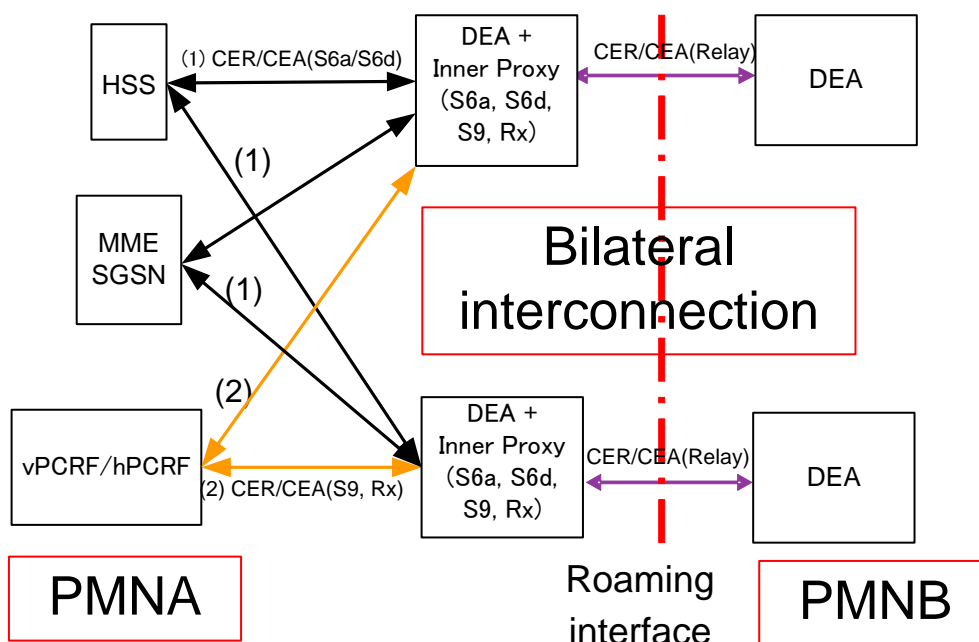 HSS
(1) CER/CEA(S6a/S6d)
DEA +
Inner Proxy
(S6a, S6d,
S9, Rx)
CER/CEA(Relay)
DEA
(1)
MME
SGSN
(1)
Bilateral
interconnection
(2)
vPCRF/hPCRF
(2) CER/CEA(S9, Rx)
DEA +
Inner Proxy
(S6a, S6d,
S9, Rx)
CER/CEA(Relay)
DEA
PMNA
Roaming
interface
PMNB